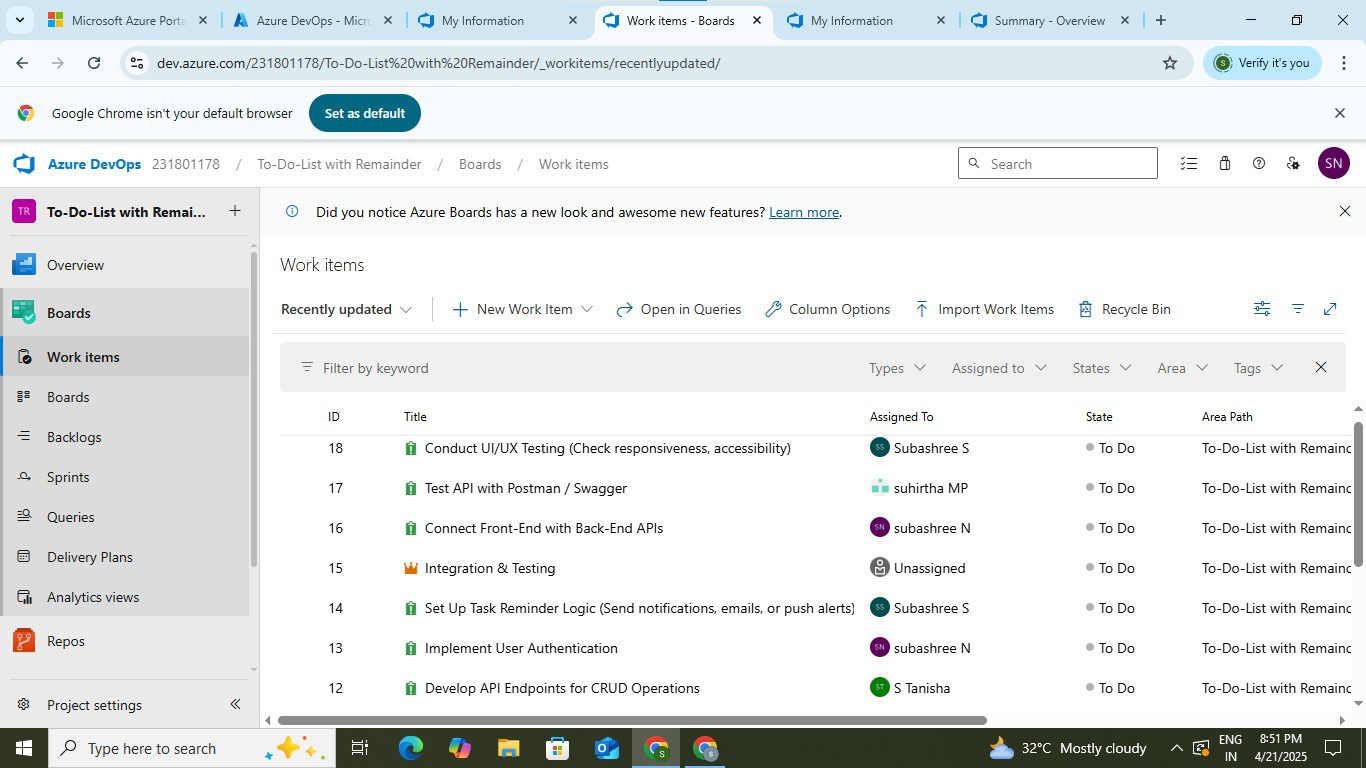 Microsoft Azure Porta
Azure DevOps - Micro
My Information
Work items - Boards
My Information
Summary - Overview
dev.azure.com/231801178/To-Do-List%20with%20Remainder/_workitems/recentlyupdated/
S
Verify it's you
Google Chrome isn't your default browser
Set as default
Azure DevOps 231801178 / To-Do-List with Remainder / Boards / Work items
Search
SN
TR To-Do-List with Remai...
Did you notice Azure Boards has a new look and awesome new features? Learn more.
Overview
Boards
Work items
Boards
Backlogs
Sprints
Queries
Delivery Plans
Analytics views
Repos
Project settings
Work items
Recently updated
New Work Item
Open in Queries
Column Options
Import Work Items
Recycle Bin
Filter by keyword
Types
Assigned to
States
Area
Tags
ID Title Assigned To State Area Path
18 Conduct UI/UX Testing (Check responsiveness, accessibility) SS Subashree S To Do To-Do-List with Remainc
17 Test API with Postman / Swagger suhirtha MP To Do To-Do-List with Remainc
16 Connect Front-End with Back-End APIs SN subashree N To Do To-Do-List with Remainc
15 Integration & Testing Unassigned To Do To-Do-List with Remainc
14 Set Up Task Reminder Logic (Send notifications, emails, or push alerts) SS Subashree S To Do To-Do-List with Remainc
13 Implement User Authentication SN subashree N To Do To-Do-List with Remainc
12 Develop API Endpoints for CRUD Operations ST S Tanisha To Do To-Do-List with Remainc
Type here to search
32°C Mostly cloudy
ENG
IN
8:51 PM
4/21/2025